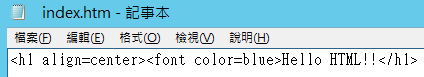 index.htm - 記事本
檔案(F) 編輯(E) 格式(O) 檢視(V) 說明(H)
<h1 align=center><font color=blue>Hello HTML!!</h1>